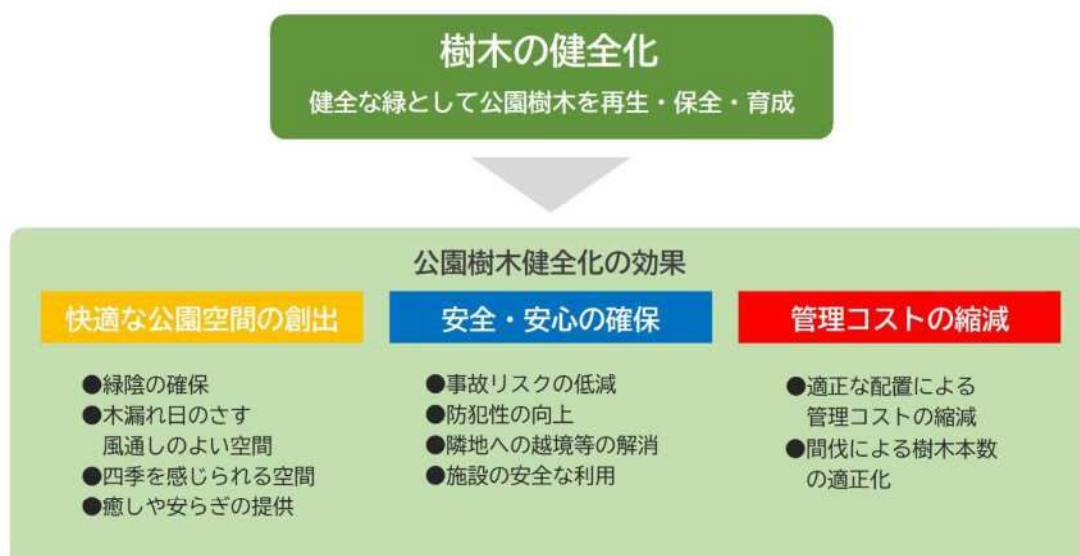 樹木の健全化
健全な緑として公園樹木を再生・保全・育成
公園樹木健全化の効果
快適な公園空間の創出
●緑陰の確保
●木漏れ日のさす
風通しのよい空間
●四季を感じられる空間
●癒しや安らぎの提供
安全・安心の確保
●事故リスクの低減
●防犯性の向上
●隣地への越境等の解消
●施設の安全な利用
管理コストの縮減
●適正な配置による
管理コストの縮減
●間伐による樹木本数
の適正化